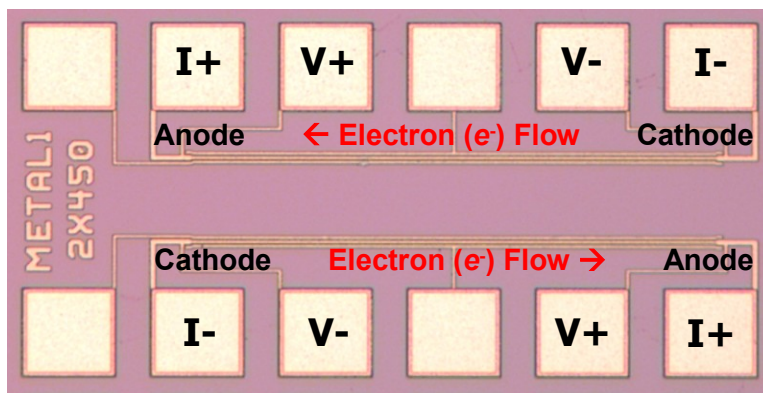 I+ V+ V- I-
Anode ← Electron (e-) Flow Cathode
METAL1
2X450
Cathode Electron (e-) Flow → Anode
I- V- V+ I+